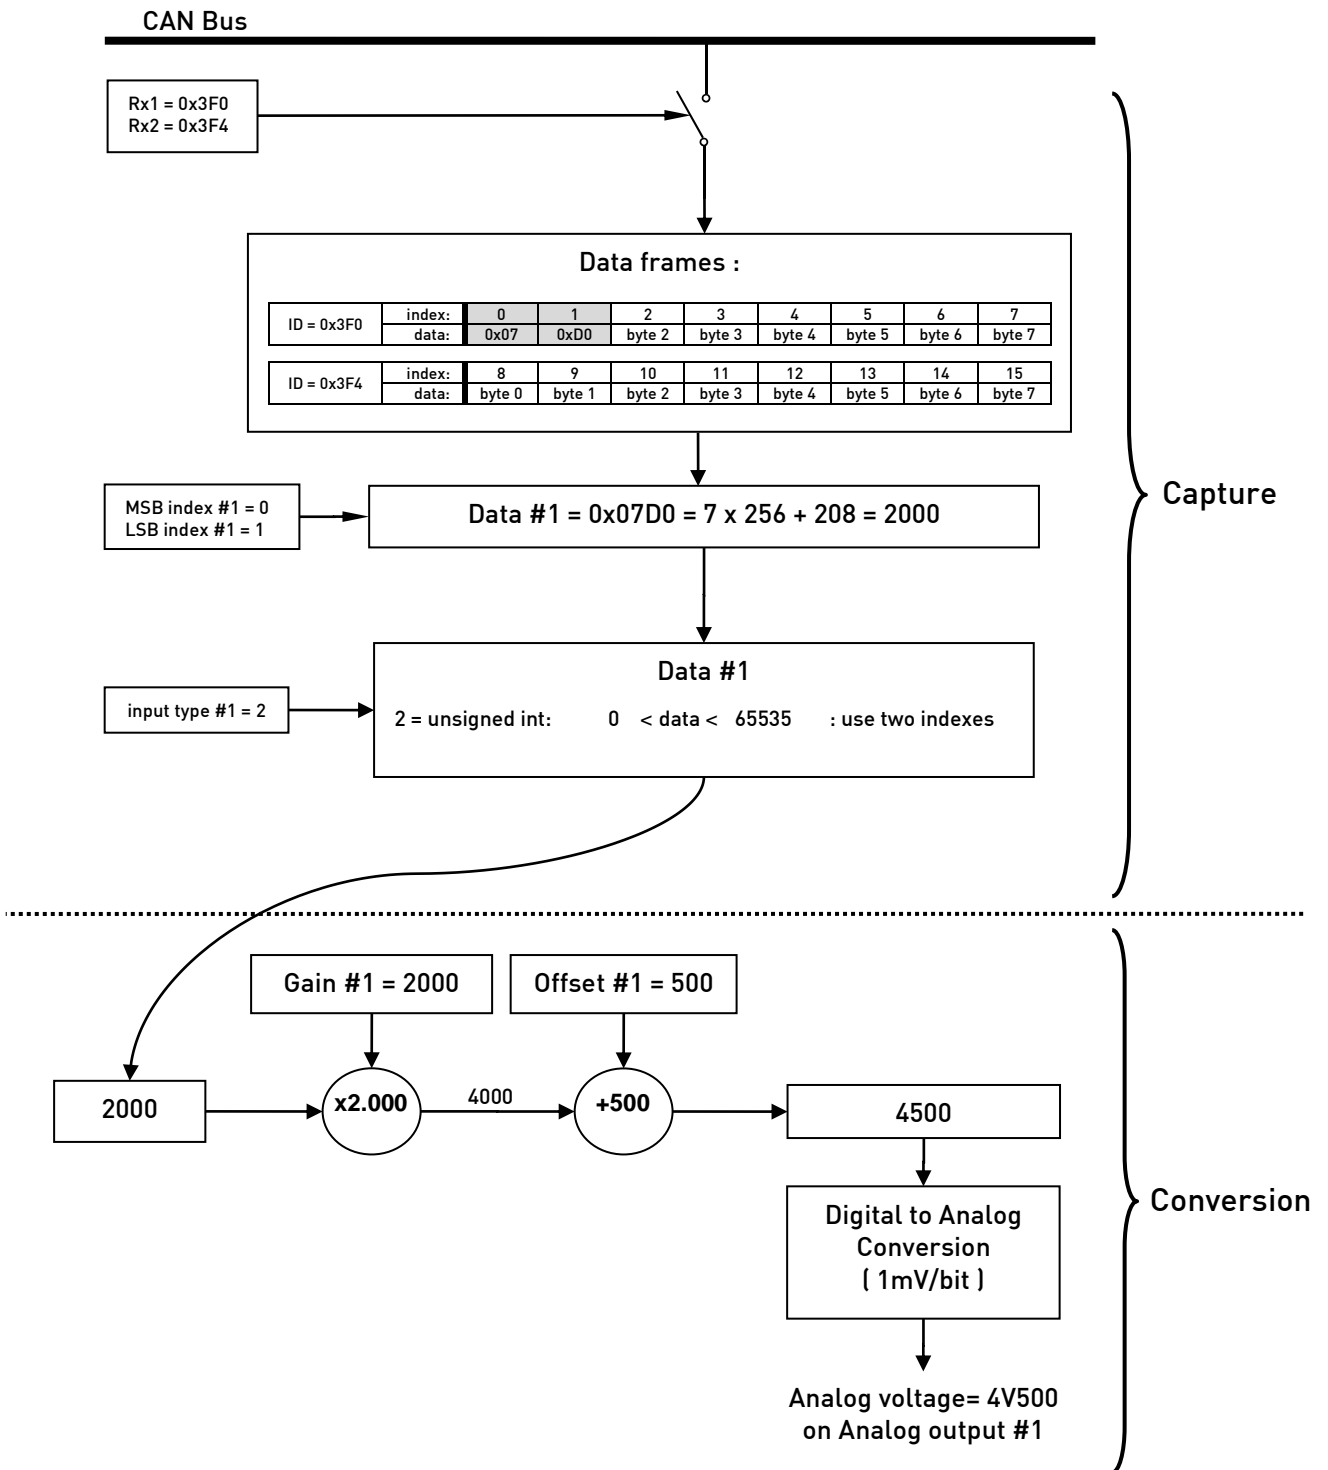 CAN Bus
Rx1 = 0x3F0
Rx2 = 0x3F4
Data frames :
ID = 0x3F0 index: 0 1 2 3 4 5 6 7
data: 0x07 0xD0 byte 2 byte 3 byte 4 byte 5 byte 6 byte 7
ID = 0x3F4 index: 8 9 10 11 12 13 14 15
data: byte 0 byte 1 byte 2 byte 3 byte 4 byte 5 byte 6 byte 7
MSB index #1 = 0
LSB index #1 = 1
Data #1 = 0x07D0 = 7 x 256 + 208 = 2000
Capture
Data #1
input type #1 = 2
2 = unsigned int: 0 < data < 65535 : use two indexes
Gain #1 = 2000
Offset #1 = 500
2000
x2.000
4000
+500
4500
Digital to Analog
Conversion
( 1mV/bit )
Conversion
Analog voltage= 4V500
on Analog output #1